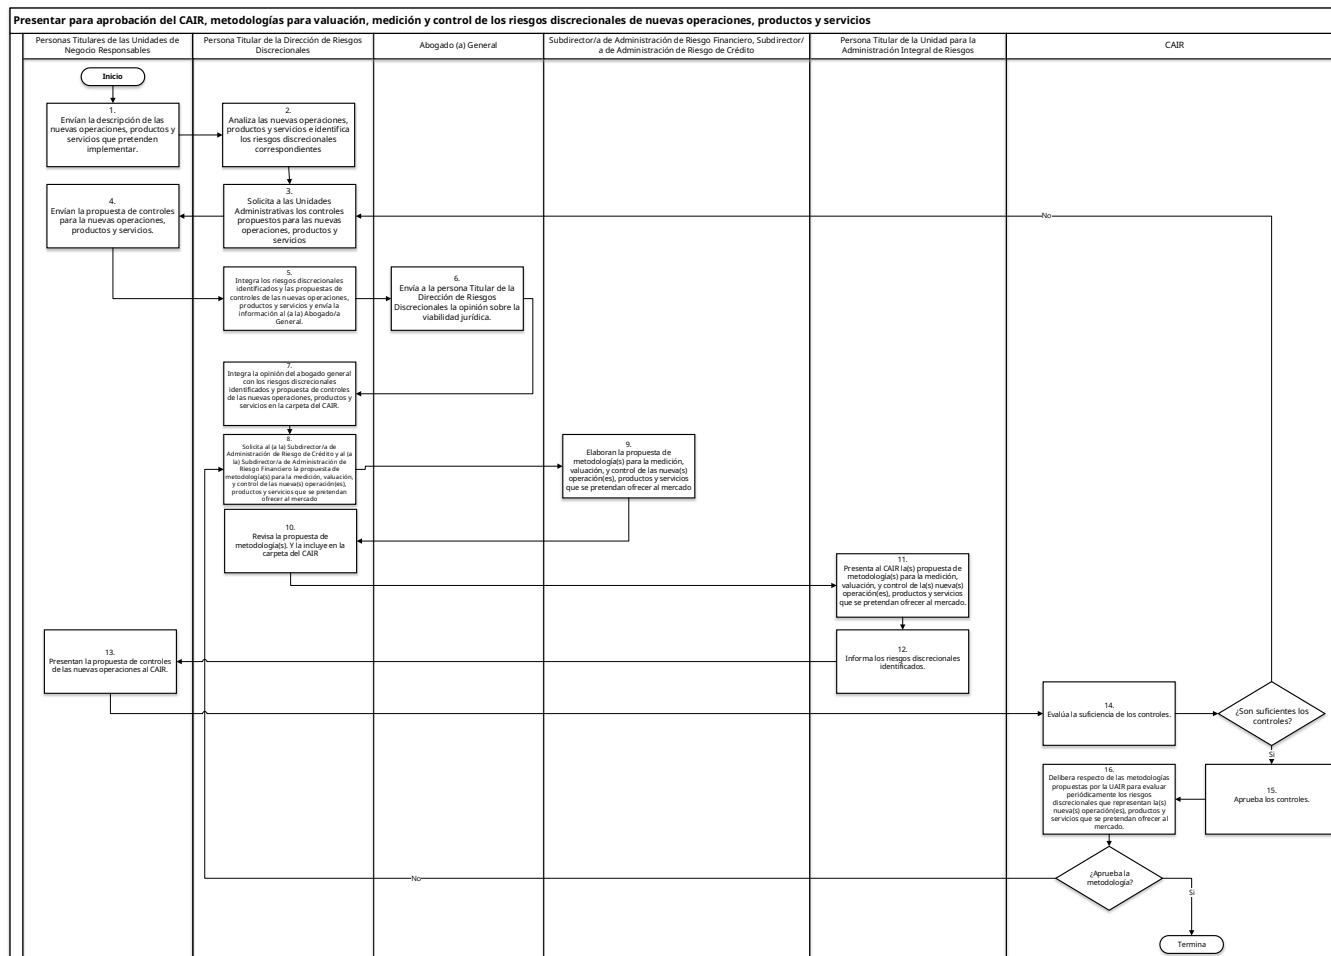 Presentar para aprobación del CAIR, metodologías para valuación, medición y control de los riesgos discrecionales de nuevas operaciones, productos y servicios
Personas Titulares de las Unidades de
Negocio Responsables
Persona Titular de la Dirección de Riesgos
Discrecionales
Abogado (a) General
Subdirector/a de Administración de Riesgo Financiero, Subdirector/
a de Administración de Riesgo de Crédito
Persona Titular de la Unidad para la
Administración Integral de Riesgos
CAIR
Inicio
1.
Envían la descripción de las
nuevas operaciones, productos y
servicios que pretenden
implementar.
2.
Analiza las nuevas operaciones,
productos y servicios e identifica
los riesgos discrecionales
correspondientes
3.
Solicita a las Unidades
Administrativas los controles
propuestos para las nuevas
operaciones, productos y
servicios
4.
Envían la propuesta de controles
para la nuevas operaciones,
productos y servicios.
No
5.
Integra los riesgos discrecionales
identificados y las propuestas de
controles de las nuevas operaciones,
productos y servicios y envía la
información al (a la) Abogado/a
General.
6.
Envía a la persona Titular de la
Dirección de Riesgos
Discrecionales la opinión sobre la
viabilidad jurídica.
7.
Integra la opinión del abogado general
con los riesgos discrecionales
identificados y propuesta de controles
de las nuevas operaciones, productos y
servicios en la carpeta del CAIR.
8.
Solicita al (a la) Subdirector/a de
Administración de Riesgo de Crédito y al (a
la) Subdirector/a de Administración de
Riesgo Financiero la propuesta de
metodología(s) para la medición, valuación,
y control de las nueva(s) operación(es),
productos y servicios que se pretendan
ofrecer al mercado
9.
Elaboran la propuesta de
metodología(s) para la medición,
valuación, y control de las nueva(s)
operación(es), productos y servicios
que se pretendan ofrecer al mercado
10.
Revisa la propuesta de
metodología(s). Y la incluye en la
carpeta del CAIR
11.
Presenta al CAIR la(s) propuesta de
metodología(s) para la medición,
valuación, y control de la(s) nueva(s)
operación(es), productos y servicios
que se pretendan ofrecer al mercado.
12.
Informa los riesgos discrecionales
identificados.
13.
Presentan la propuesta de controles
de las nuevas operaciones al CAIR.
14.
Evalúa la suficiencia de los controles.
¿Son suficientes los
controles?
Si
15.
Aprueba los controles.
16.
Delibera respecto de las metodologías
propuestas por la UAIR para evaluar
periódicamente los riesgos
discrecionales que representan la(s)
nueva(s) operación(es), productos y
servicios que se pretendan ofrecer al
mercado.
¿Aprueba la
metodología?
No
Si
Termina